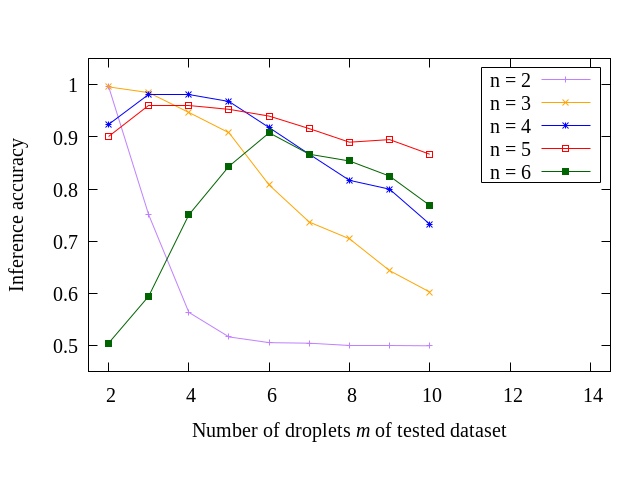 1
0.9
0.8
0.7
0.6
0.5
Inference accuracy
n = 2
n = 3
n = 4
n = 5
n = 6
2 4 6 8 10 12 14
Number of droplets m of tested dataset